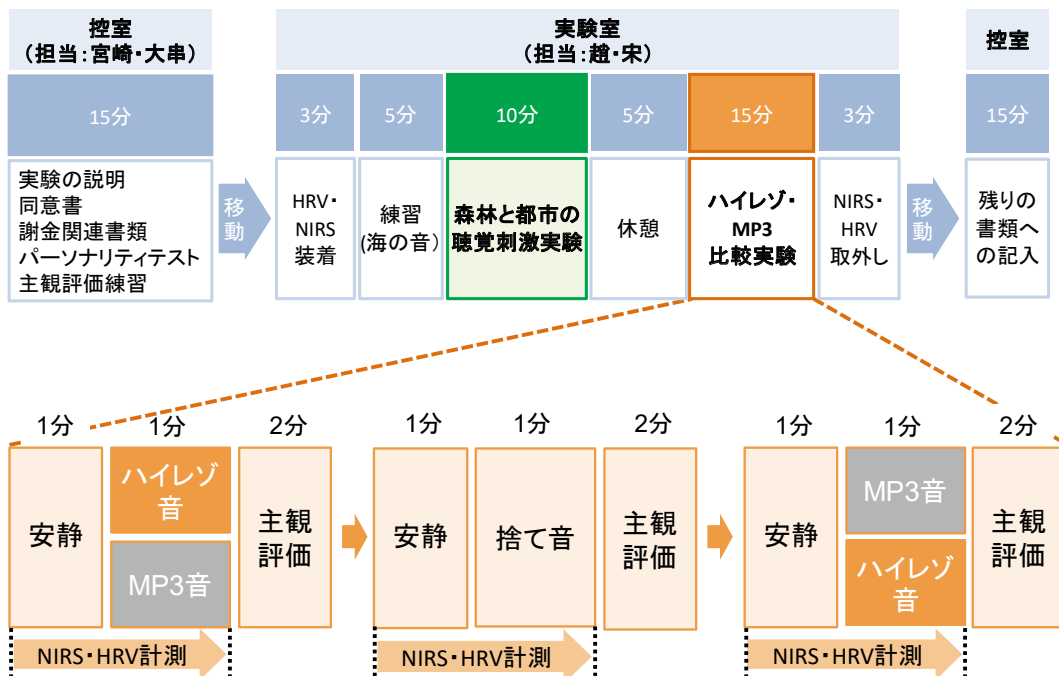 控室
（担当：宮崎・大串）
実験室
（担当：趙・宋）
控室
15分
3分
5分
10分
5分
15分
3分
15分
実験の説明
同意書
謝金関連書類
パーソナリティテスト
主観評価練習
移動
HRV・
NIRS
装着
練習
(海の音)
森林と都市の
聴覚刺激実験
休憩
ハイレゾ・
MP3
比較実験
NIRS・
HRV
取外し
移動
残りの
書類へ
の記入
1分
1分
2分
1分
1分
2分
1分
1分
2分
安静
ハイレゾ
音
MP3音
主観
評価
安静
捨て音
主観
評価
安静
MP3音
ハイレゾ
音
主観
評価
NIRS・HRV計測
NIRS・HRV計測
NIRS・HRV計測